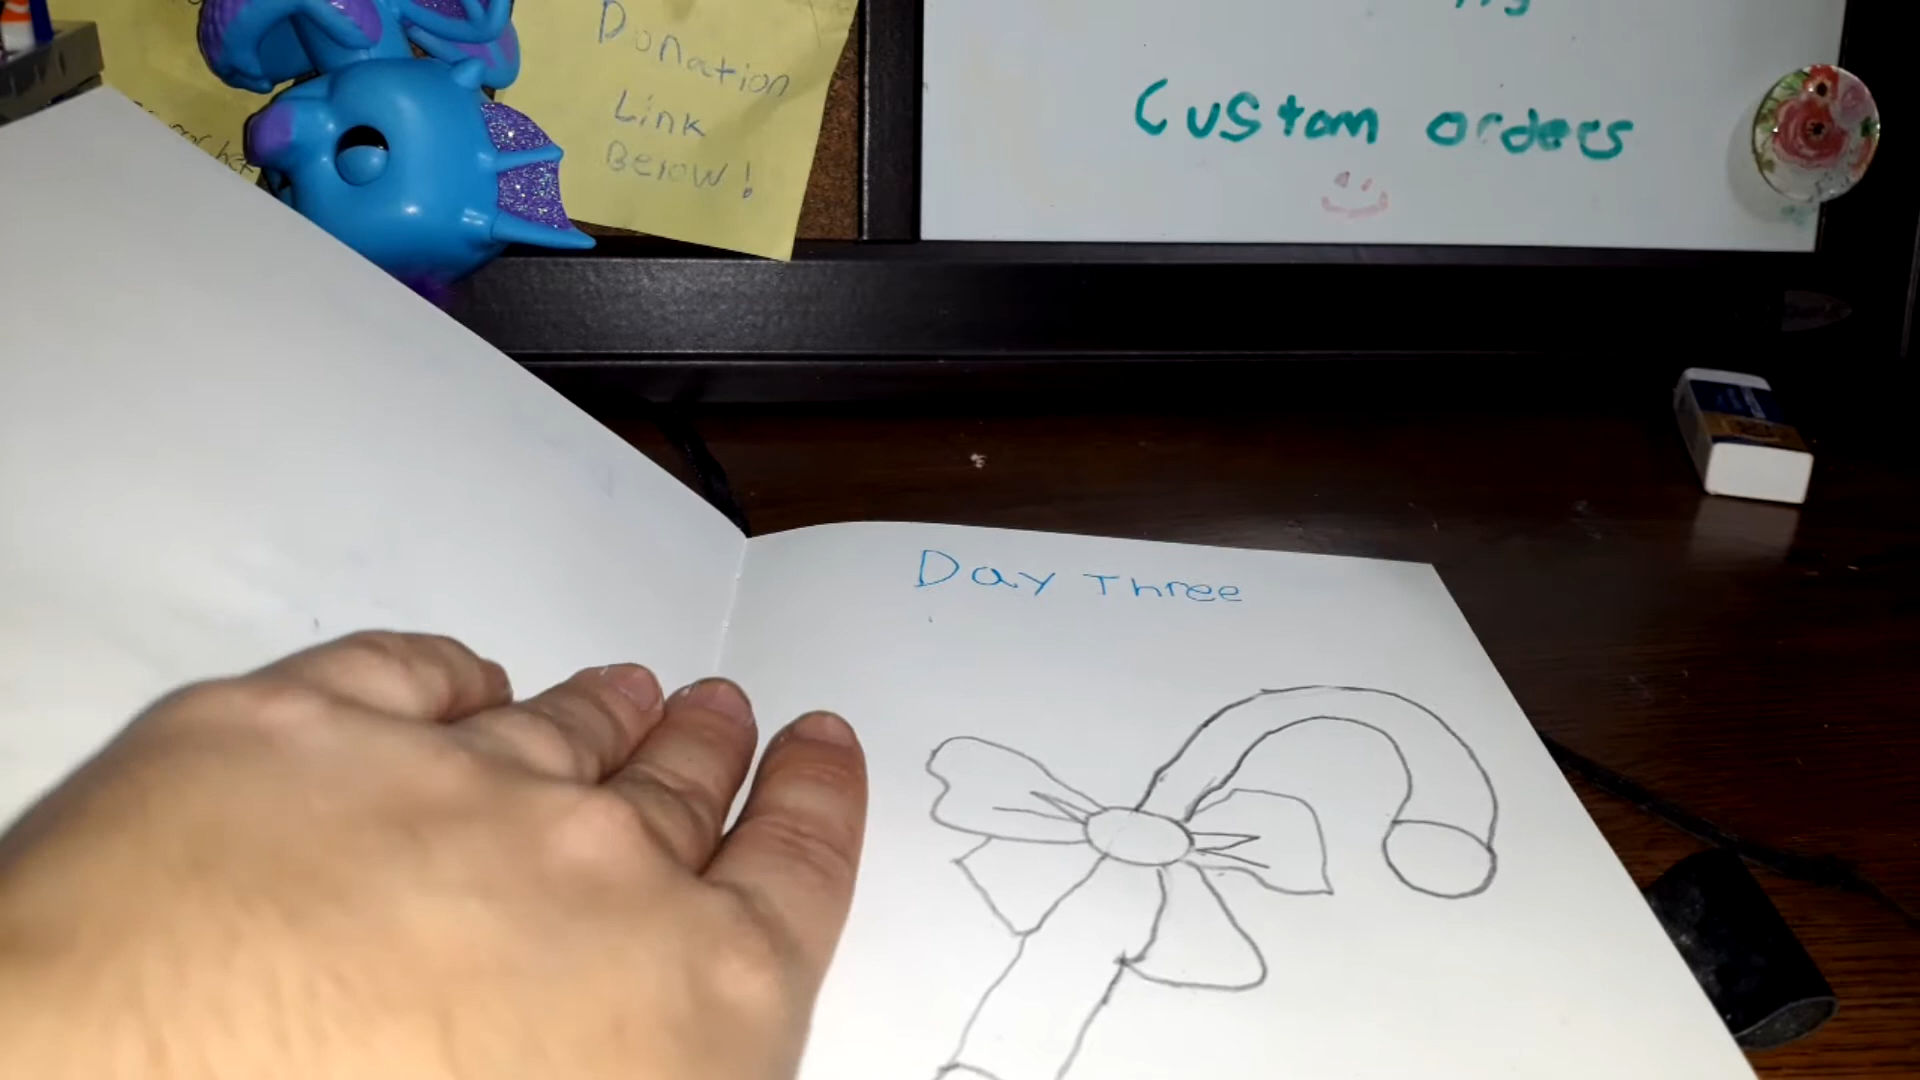 Donation
Link
Below!
Custom orders
Day Three